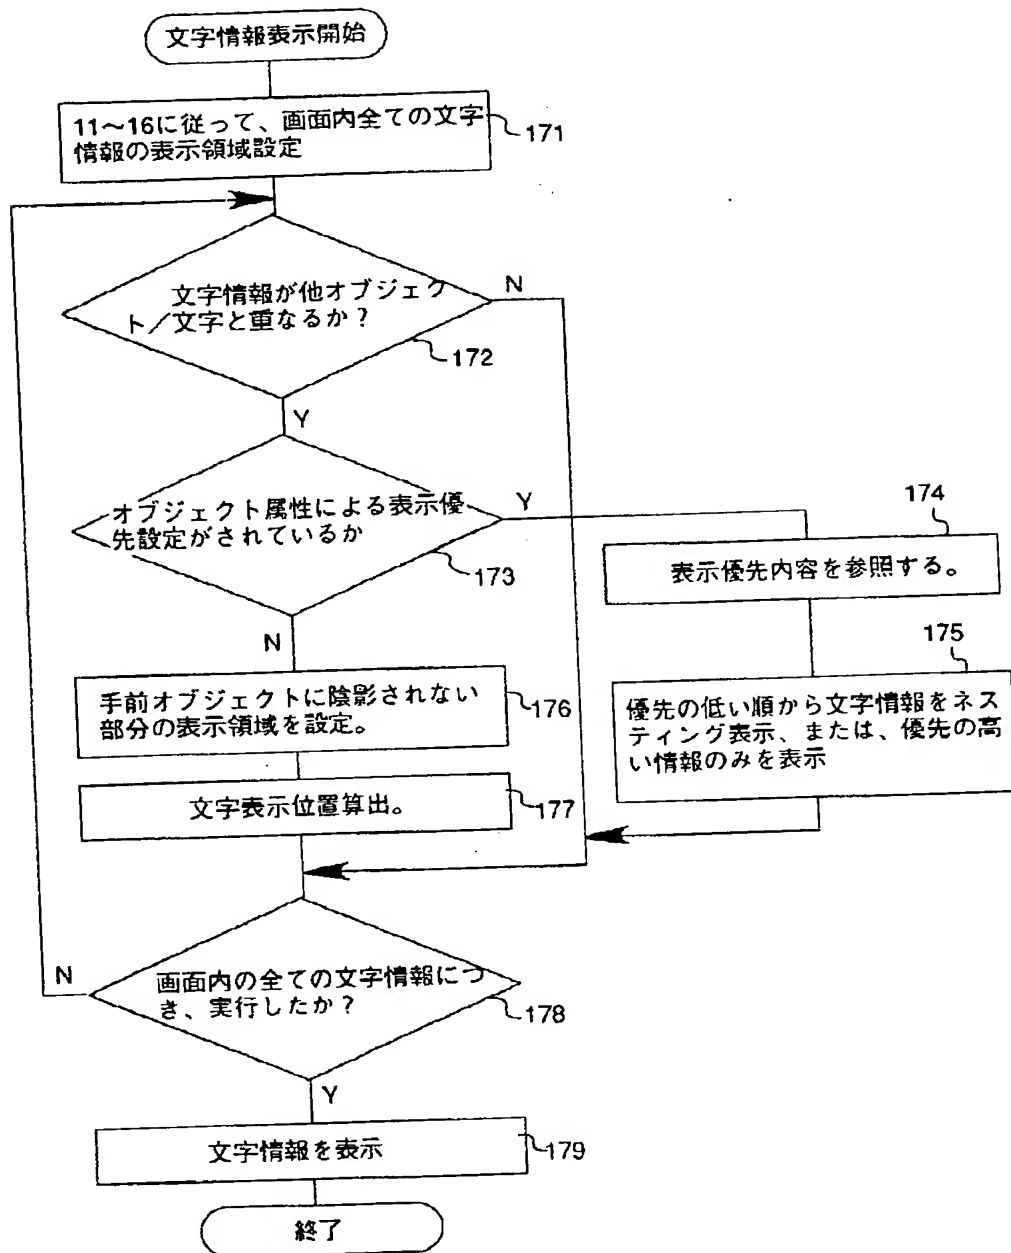 文字情報表示開始
11～16に従って、画面内全ての文字
情報の表示領域設定
171
文字情報が他オブジェク
ト／文字と重なるか？
N
172
Y
オブジェクト属性による表示優
先設定がされているか
Y
173
N
174
表示優先内容を参照する。
175
優先の低い順から文字情報をネス
ティング表示、または、優先の高
い情報のみを表示
手前オブジェクトに陰影されない
部分の表示領域を設定。
176
文字表示位置算出。
177
画面内の全ての文字情報につ
き、実行したか？
N
178
Y
文字情報を表示
179
終了